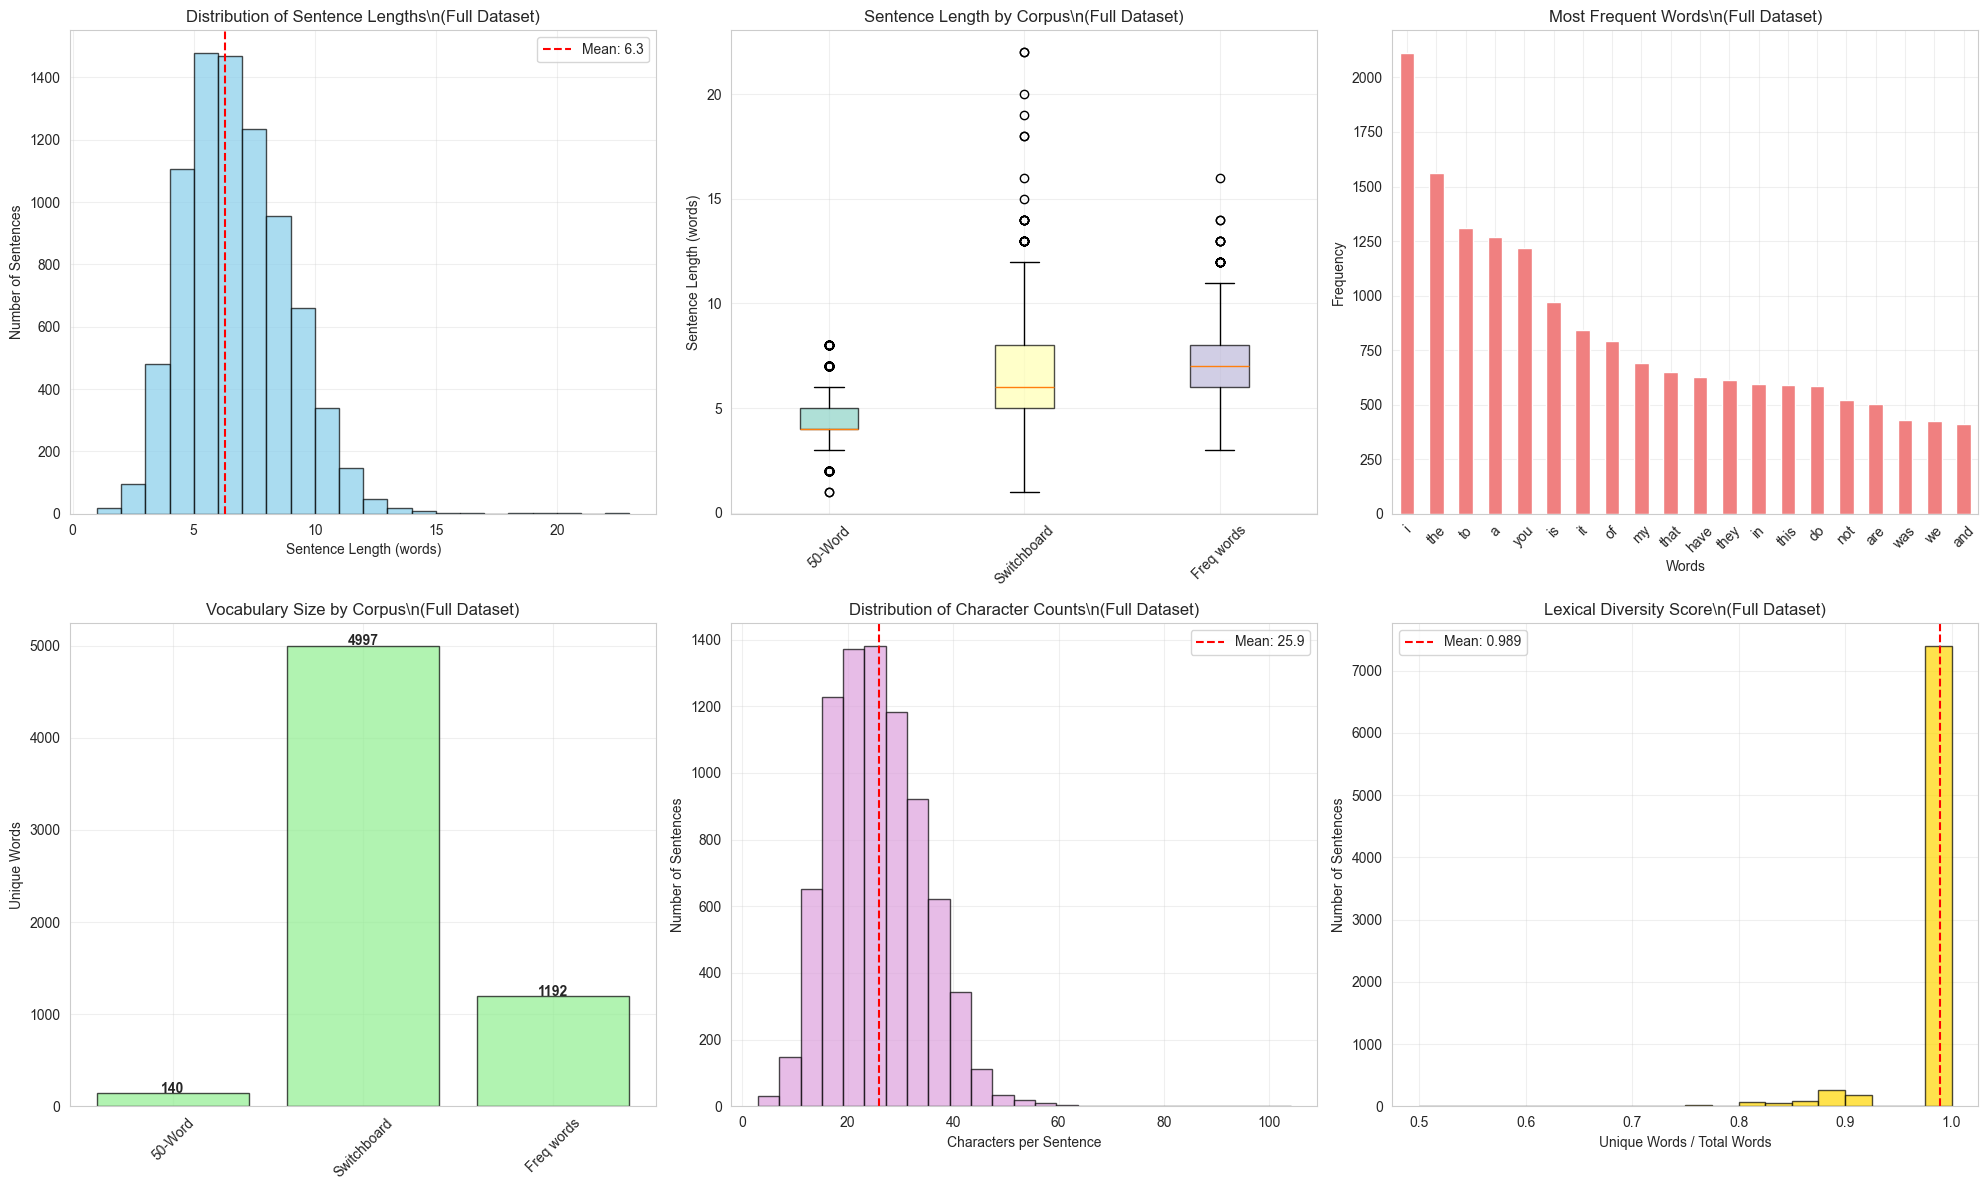 Distribution of Sentence Lengths\n(Full Dataset)
Mean: 6.3
Number of Sentences
1400
1200
1000
800
600
400
200
0
0 5 10 15 20
Sentence Length (words)
Sentence Length by Corpus\n(Full Dataset)
Sentence Length (words)
20
15
10
5
0
50-Word Switchboard Freq words
Most Frequent Words\n(Full Dataset)
Frequency
2000
1750
1500
1250
1000
750
500
250
0
i the to a you is it of my that have they in this do not are was we and
Words
Vocabulary Size by Corpus\n(Full Dataset)
Unique Words
5000
4000
3000
2000
1000
0
140
4997
1192
50-Word Switchboard Freq words
Distribution of Character Counts\n(Full Dataset)
Mean: 25.9
Number of Sentences
1400
1200
1000
800
600
400
200
0
0 20 40 60 80 100
Characters per Sentence
Lexical Diversity Score\n(Full Dataset)
Mean: 0.989
Number of Sentences
7000
6000
5000
4000
3000
2000
1000
0
0.5 0.6 0.7 0.8 0.9 1.0
Unique Words / Total Words